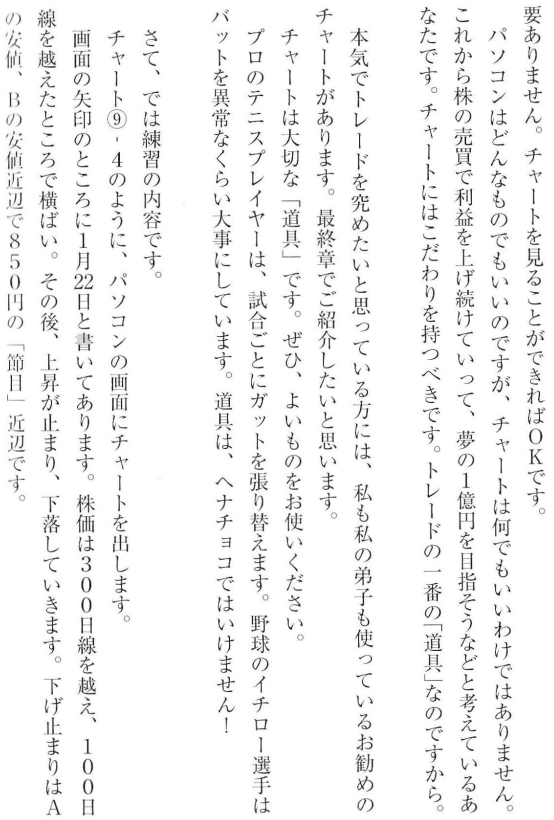 要ありません。チャートを見ることができればOKです。
パソコンはどんなものでもいいのですが、チャートは何でもいいわけではありません。
これから株の売買で利益を上げ続けていって、夢の1億円を目指そうなどと考えているあ
なたです。チャートにはこだわりを持つべきです。トレードの一番の「道具」なのですから。
本気でトレードを究めたいと思っている方には、私も私の弟子も使っているお勧めの
チャートがあります。最終章でご紹介したいと思います。
チャートは大切な「道具」です。ぜひ、よいものをお使いください。
プロのテニスプレイヤーは、試合ごとにガットを張り替えます。野球のイチロー選手は
バットを異常なくらい大事にしています。道具は、ヘナチョコではいけません！
さて、では練習の内容です。
チャート⑨-4のように、パソコンの画面にチャートを出します。
画面の矢印のところに1月22日と書いてあります。株価は300日線を越え、100日
線を越えたところで横ばい。その後、上昇が止まり、下落していきます。下げ止まりはA
の安値、Bの安値近辺で850円の「節目」近辺です。